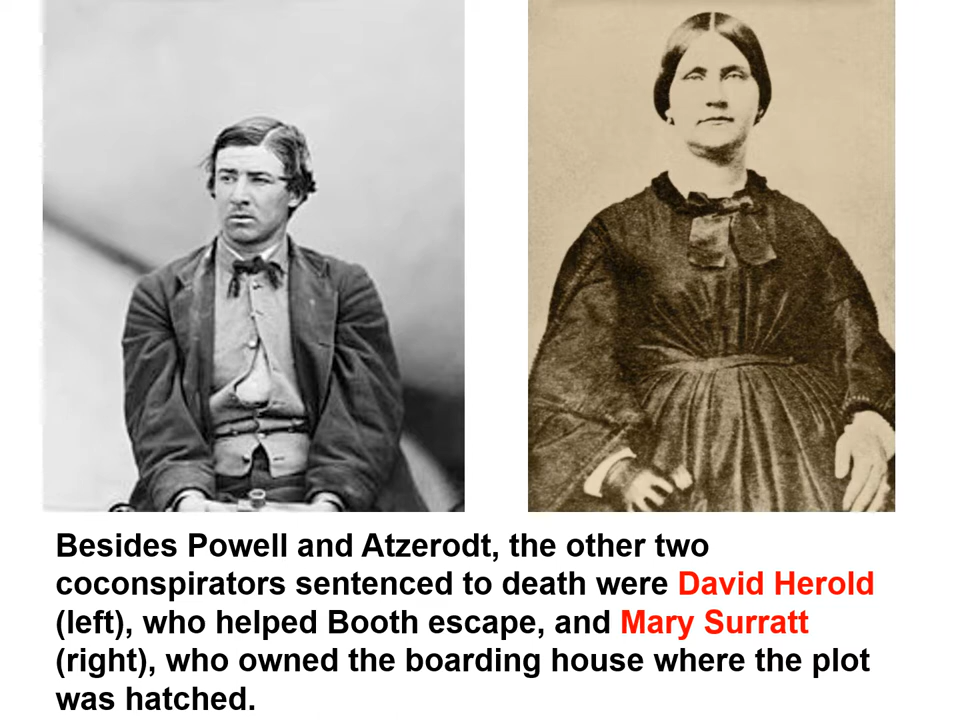 Besides Powell and Atzerodt, the other two
coconspirators sentenced to death were David Herold
(left), who helped Booth escape, and Mary Surratt
(right), who owned the boarding house where the plot
was hatched.